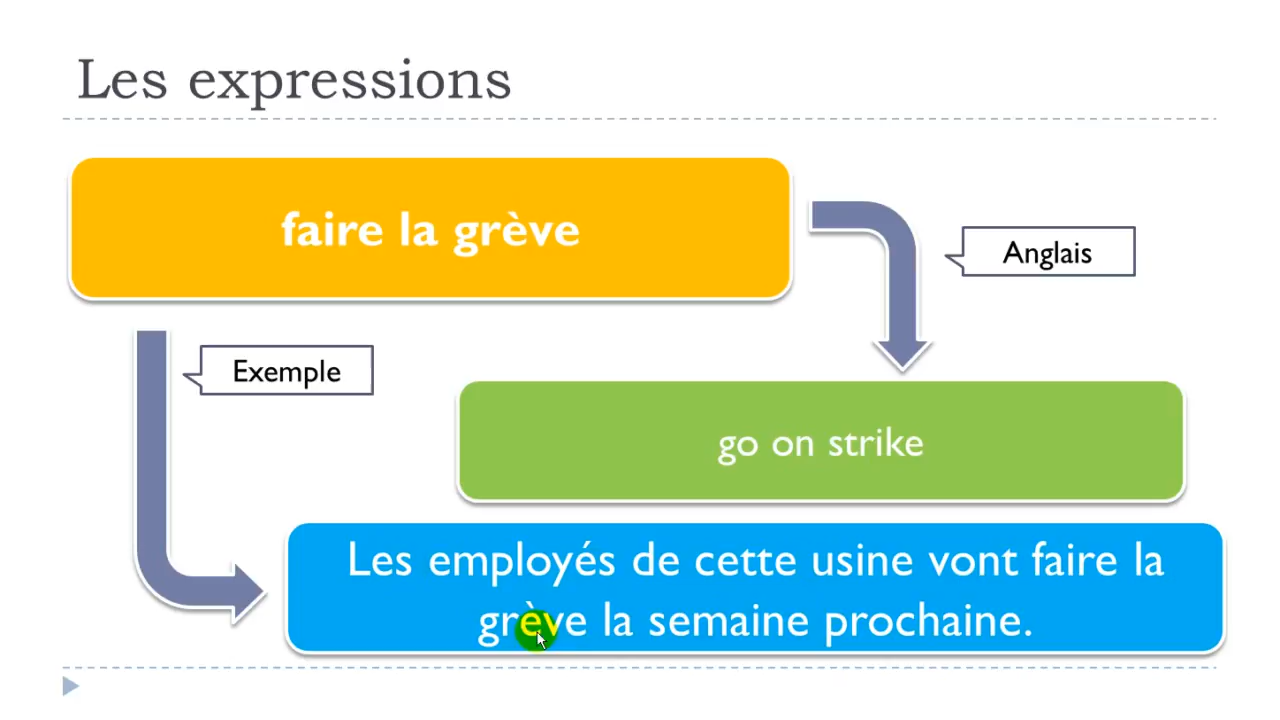 Les expressions
faire la grève
Anglais
Exemple
go on strike
Les employés de cette usine vont faire la
grève la semaine prochaine.